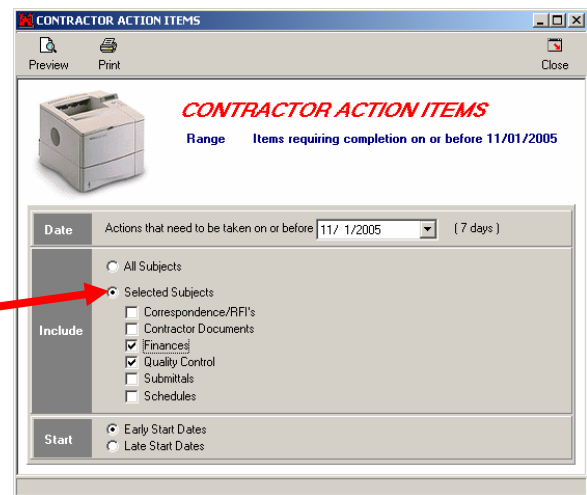 CONTRACTOR ACTION ITEMS
Preview Print Close
CONTRACTOR ACTION ITEMS
Range Items requiring completion on or before 11/01/2005
Date Actions that need to be taken on or before 11/ 1/2005 ( 7 days )
All Subjects
Selected Subjects
Correspondence/RFI's
Include Contractor Documents
Finances
Quality Control
Submittals
Schedules
Early Start Dates
Start
Late Start Dates